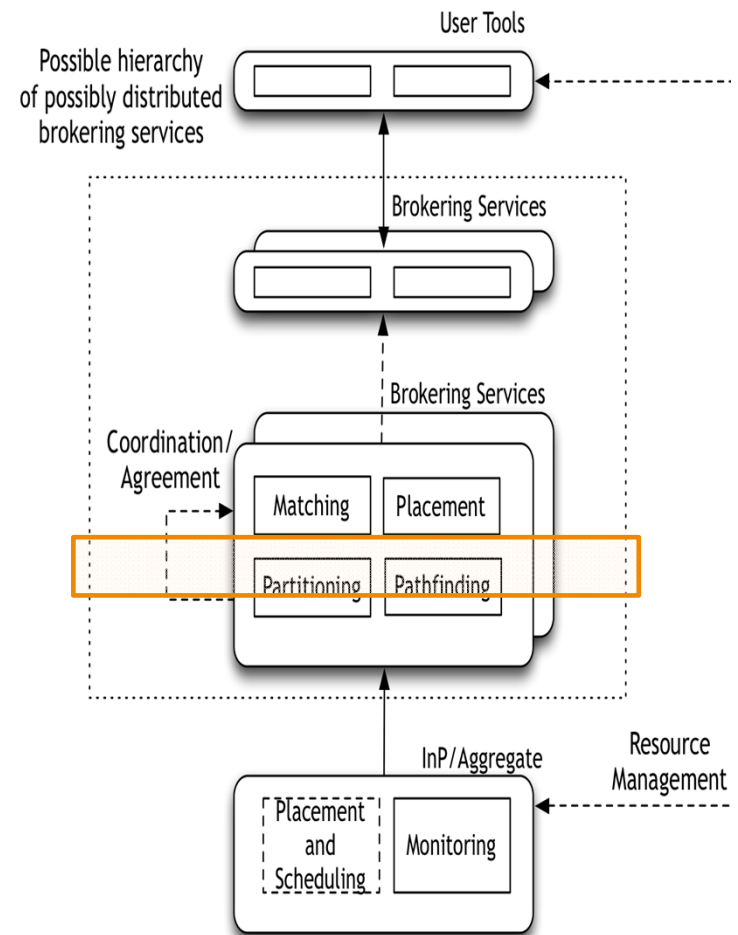 User Tools
Possible hierarchy
of possibly distributed
brokering services
Brokering Services
Brokering Services
Coordination/
Agreement
Matching
Placement
Partitioning
Pathfinding
InP/Aggregate
Resource
Management
Placement
and
Scheduling
Monitoring